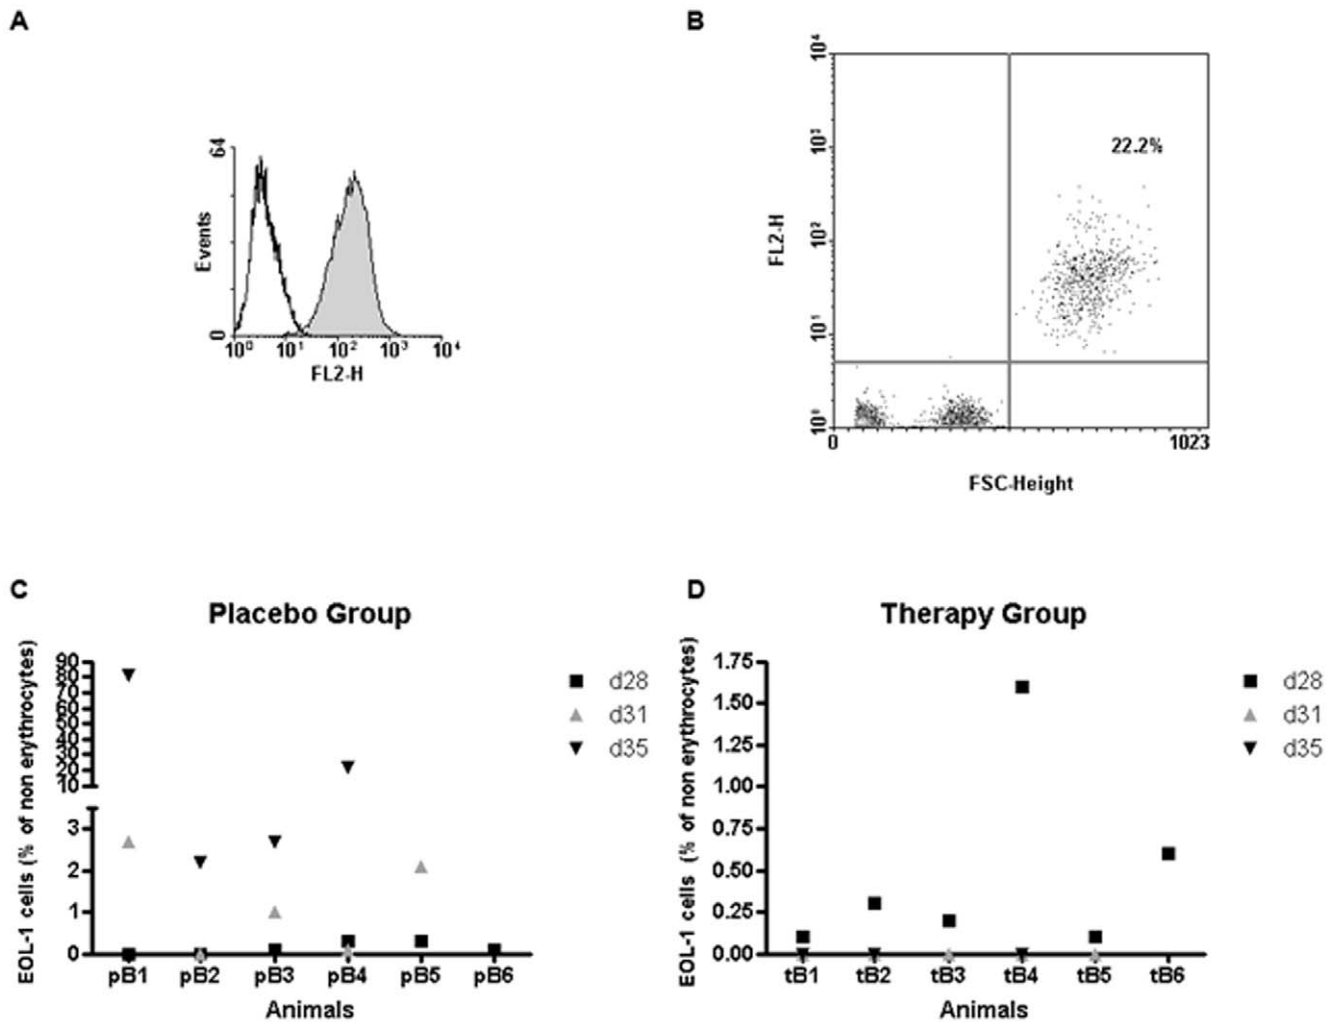 A
B
64
Events
0
10⁰ 10¹ 10² 10³ 10⁴
FL2-H
10⁴
10³
10²
10¹
10⁰
FL2-H
22.2%
0 1023
FSC-Height
C
Placebo Group
EOL-1 cells (% of non erythrocytes)
90
80
70
60
50
40
30
20
10
3
2
1
0
pB1 pB2 pB3 pB4 pB5 pB6
Animals
d28
d31
d35
D
Therapy Group
EOL-1 cells (% of non erythrocytes)
1.75
1.50
1.25
1.00
0.75
0.50
0.25
0.00
tB1 tB2 tB3 tB4 tB5 tB6
Animals
d28
d31
d35